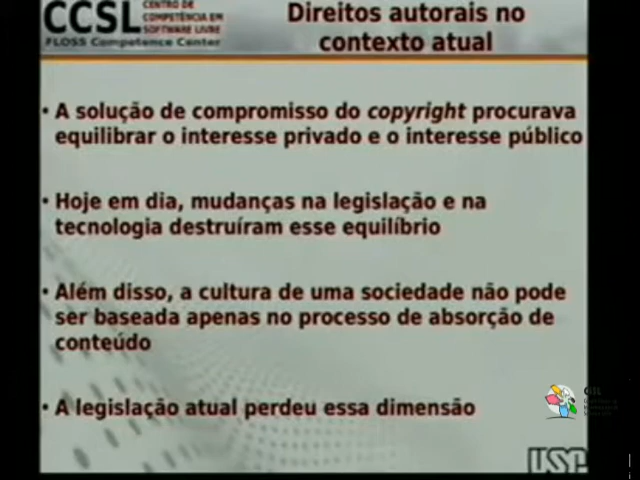 CCSL
CENTRO DE
COMPETÊNCIA EM
SOFTWARE LIVRE
FLOSS Competence Center
Direitos autorais no
contexto atual
• A solução de compromisso do copyright procurava
equilibrar o interesse privado e o interesse público
• Hoje em dia, mudanças na legislação e na
tecnologia destruíram esse equilíbrio
• Além disso, a cultura de uma sociedade não pode
ser baseada apenas no processo de absorção de
conteúdo
• A legislação atual perdeu essa dimensão
USP